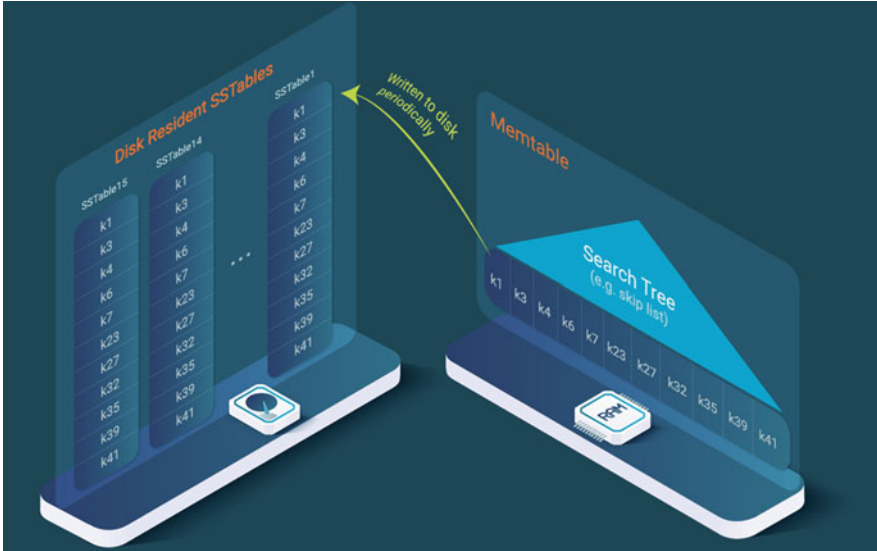 Disk Resident SSTables
SSTable15
k1
k3
k4
k6
k7
k23
k27
k32
k35
k39
k41
SSTable14
k1
k3
k4
k6
k7
k23
k27
k32
k35
k39
k41
...
SSTable1
k1
k3
k4
k6
k7
k23
k27
k32
k35
k39
k41
Written to disk
periodically
Memtable
Search Tree
(e.g. skip list)
k1
k3
k4
k6
k7
k23
k27
k32
k35
k39
k41
RAM